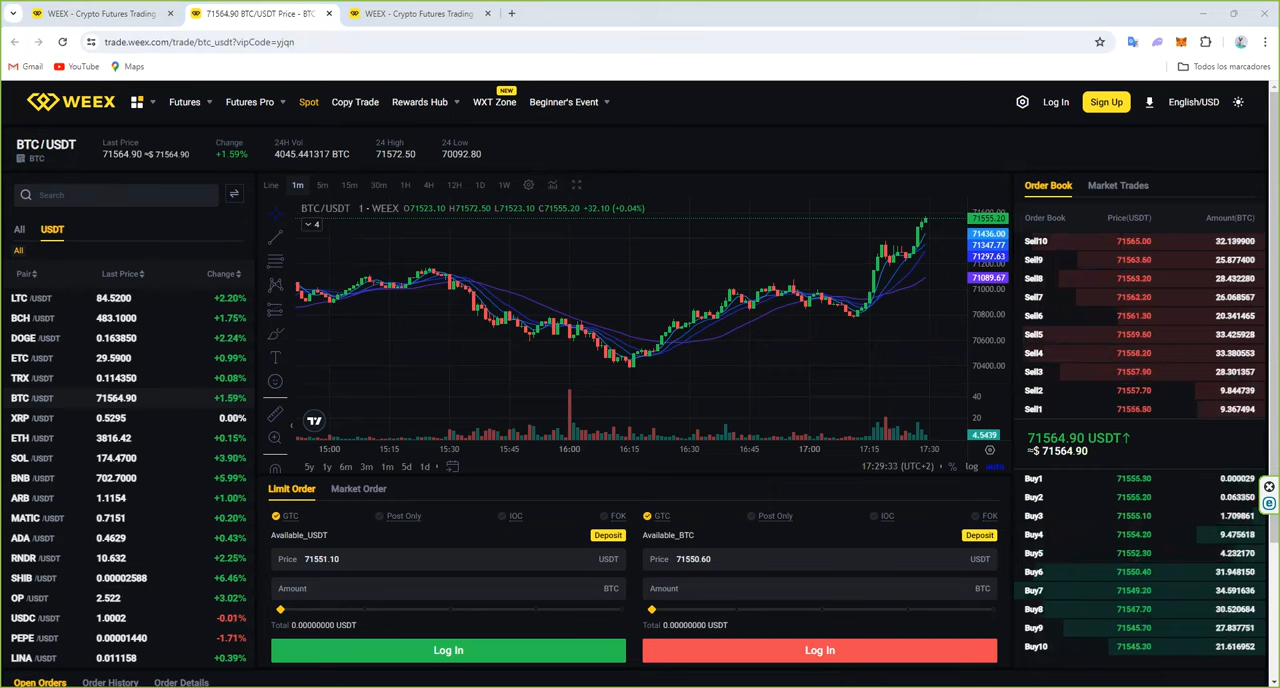 WEEX - Crypto Futures Trading
71564.90 BTC/USDT Price - BTC
WEEX - Crypto Futures Trading
trade.weex.com/trade/btc_usdt?vipCode=yjqn
Gmail YouTube Maps Todos los marcadores
WEEX Futures Futures Pro Spot Copy Trade Rewards Hub WXT Zone NEW Beginner's Event Log In Sign Up English/USD
BTC/USDT
BTC
Last Price
71564.90 ≈$ 71564.90
Change
+1.59%
24H Vol
4045.441317 BTC
24 High
71572.50
24 Low
70092.80
Search
All USDT
All
Pair Last Price Change
LTC /USDT 84.5200 +2.20%
BCH /USDT 483.1000 +1.75%
DOGE /USDT 0.163850 +2.24%
ETC /USDT 29.5900 +0.99%
TRX /USDT 0.114350 +0.08%
BTC /USDT 71564.90 +1.59%
XRP /USDT 0.5295 0.00%
ETH /USDT 3816.42 +0.15%
SOL /USDT 174.4700 +3.90%
BNB /USDT 702.7000 +5.99%
ARB /USDT 1.1154 +1.00%
MATIC /USDT 0.7151 +0.20%
ADA /USDT 0.4629 +0.43%
RNDR /USDT 10.632 +2.25%
SHIB /USDT 0.00002588 +6.46%
OP /USDT 2.522 +3.02%
USDC /USDT 1.0002 -0.01%
PEPE /USDT 0.00001440 -1.71%
LINA /USDT 0.011158 +0.39%
Line 1m 5m 15m 30m 1H 4H 12H 1D 1W
BTC/USDT · 1 · WEEX O71523.10 H71572.50 L71523.10 C71555.20 +32.10 (+0.04%)
4
71555.20
71436.00
71347.77
71297.63
71200.00
71089.67
71000.00
70800.00
70600.00
70400.00
40
20
4.5439
15:00 15:15 15:30 15:45 16:00 16:15 16:30 16:45 17:00 17:15 17:30
5y 1y 6m 3m 1m 5d 1d 17:29:33 (UTC+2) % log auto
Limit Order Market Order
GTC Post Only IOC FOK
Available_USDT Deposit
Price 71551.10 USDT
Amount BTC
Total 0.00000000 USDT
Log In
GTC Post Only IOC FOK
Available_BTC Deposit
Price 71550.60 USDT
Amount BTC
Total 0.00000000 USDT
Log In
Order Book Market Trades
Order Book Price(USDT) Amount(BTC)
Sell10 71565.00 32.139900
Sell9 71563.60 25.877400
Sell8 71563.20 28.432280
Sell7 71562.20 26.068567
Sell6 71561.30 20.341465
Sell5 71559.60 33.425928
Sell4 71558.20 33.380553
Sell3 71557.90 28.301357
Sell2 71557.70 9.844739
Sell1 71556.80 9.367494
71564.90 USDT↑
≈$ 71564.90
Buy1 71555.30 0.000029
Buy2 71555.20 0.063350
Buy3 71555.10 1.709861
Buy4 71554.20 9.475618
Buy5 71552.30 4.232170
Buy6 71550.40 31.948150
Buy7 71549.20 34.591636
Buy8 71547.70 30.520684
Buy9 71545.70 27.837751
Buy10 71545.30 21.616952
Open Orders Order History Order Details